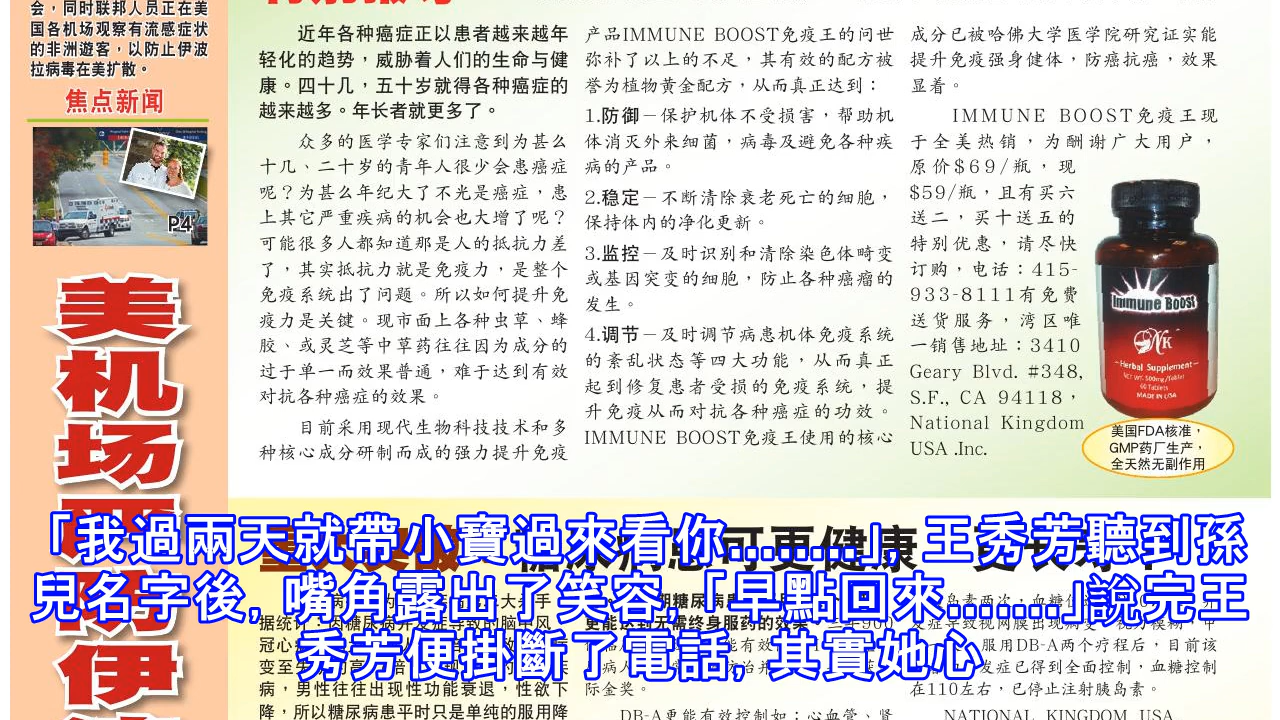 会，同时联邦人员正在美
国各机场观察有流感症状
的非洲遊客，以防止伊波
拉病毒在美扩散。
焦点新闻
P4
美
机
场
伊
近年各种癌症正以患者越来越年
轻化的趋势，威胁着人们的生命与健
康。四十几，五十岁就得各种癌症的
越来越多。年长者就更多了。
众多的医学专家们注意到为甚么
十几、二十岁的青年人很少会患癌症
呢？为甚么年纪大了不光是癌症，患
上其它严重疾病的机会也大增了呢？
可能很多人都知道那是人的抵抗力差
了，其实抵抗力就是免疫力，是整个
免疫系统出了问题。所以如何提升免
疫力是关键。现市面上各种虫草、蜂
胶、或灵芝等中草药往往因为成分的
过于单一而效果普通，难于达到有效
对抗各种癌症的效果。
目前采用现代生物科技技术和多
种核心成分研制而成的强力提升免疫
产品IMMUNE BOOST免疫王的问世
弥补了以上的不足，其有效的配方被
誉为植物黄金配方，从而真正达到：
1.防御－保护机体不受损害，帮助机
体消灭外来细菌，病毒及避免各种疾
病的产品。
2.稳定－不断清除衰老死亡的细胞，
保持体内的净化更新。
3.监控－及时识别和清除染色体畸变
或基因突变的细胞，防止各种癌瘤的
发生。
4.调节－及时调节病患机体免疫系统
的紊乱状态等四大功能，从而真正
起到修复患者受损的免疫系统，提
升免疫从而对抗各种癌症的功效。
IMMUNE BOOST免疫王使用的核心
成分已被哈佛大学医学院研究证实能
提升免疫强身健体，防癌抗癌，效果
显着。
IMMUNE BOOST免疫王现
于全美热销，为酬谢广大用户，
原价$69/瓶，现
$59/瓶，且有买六
送二，买十送五的
特别优惠，请尽快
订购，电话：415-
933-8111有免费
送货服务，湾区唯
一销售地址：3410
Geary Blvd. #348,
S.F., CA 94118，
National Kingdom
USA .Inc.
Immune Boost
NK
Herbal Supplement
NET WT. 500mg/Tablet
60 Tablets
MADE IN USA
美国FDA核准，
GMP药厂生产，
全天然无副作用
「我過兩天就帶小寶過來看你.........」, 王秀芳聽到孫
兒名字後, 嘴角露出了笑容,「早點回來.......」說完王
秀芳便掛斷了電話, 其實她心
病，男性往往出现性功能衰退，性欲下
降，所以糖尿病患平时只是单纯的服用降
际金奖。
DB-A更能有效控制如：心血管、肾
服用DB-A两个疗程后，目前该
发症已得到全面控制，血糖控制
在110左右，已停止注射胰岛素。
NATIONAL KINGDOM USA